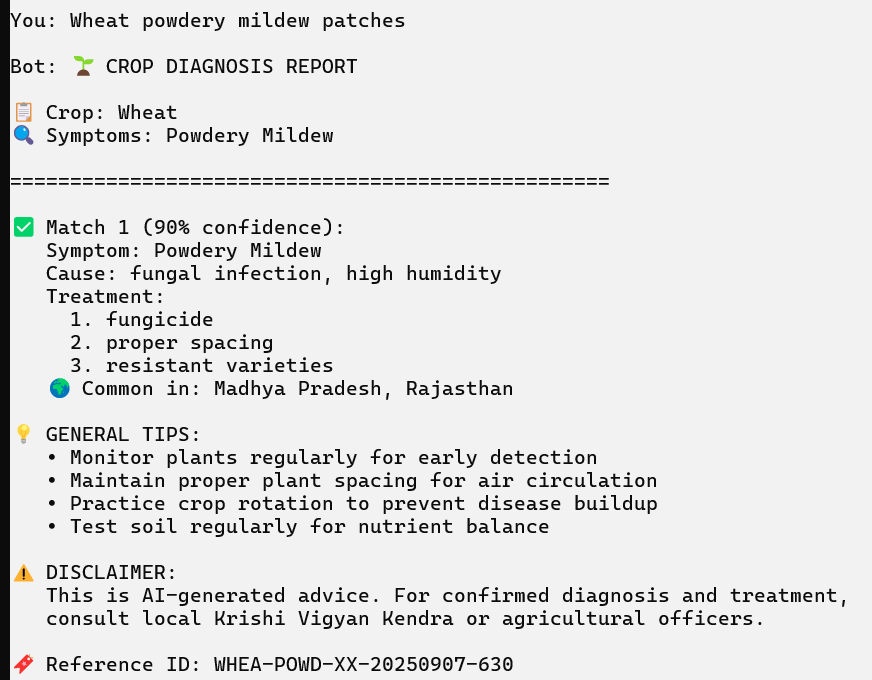 You: Wheat powdery mildew patches
Bot: 🌱 CROP DIAGNOSIS REPORT
📋 Crop: Wheat
🔍 Symptoms: Powdery Mildew
==================================================
✅ Match 1 (90% confidence):
Symptom: Powdery Mildew
Cause: fungal infection, high humidity
Treatment:
1. fungicide
2. proper spacing
3. resistant varieties
🌍 Common in: Madhya Pradesh, Rajasthan
💡 GENERAL TIPS:
• Monitor plants regularly for early detection
• Maintain proper plant spacing for air circulation
• Practice crop rotation to prevent disease buildup
• Test soil regularly for nutrient balance
⚠️ DISCLAIMER:
This is AI-generated advice. For confirmed diagnosis and treatment,
consult local Krishi Vigyan Kendra or agricultural officers.
🔖 Reference ID: WHEA-POWD-XX-20250907-630